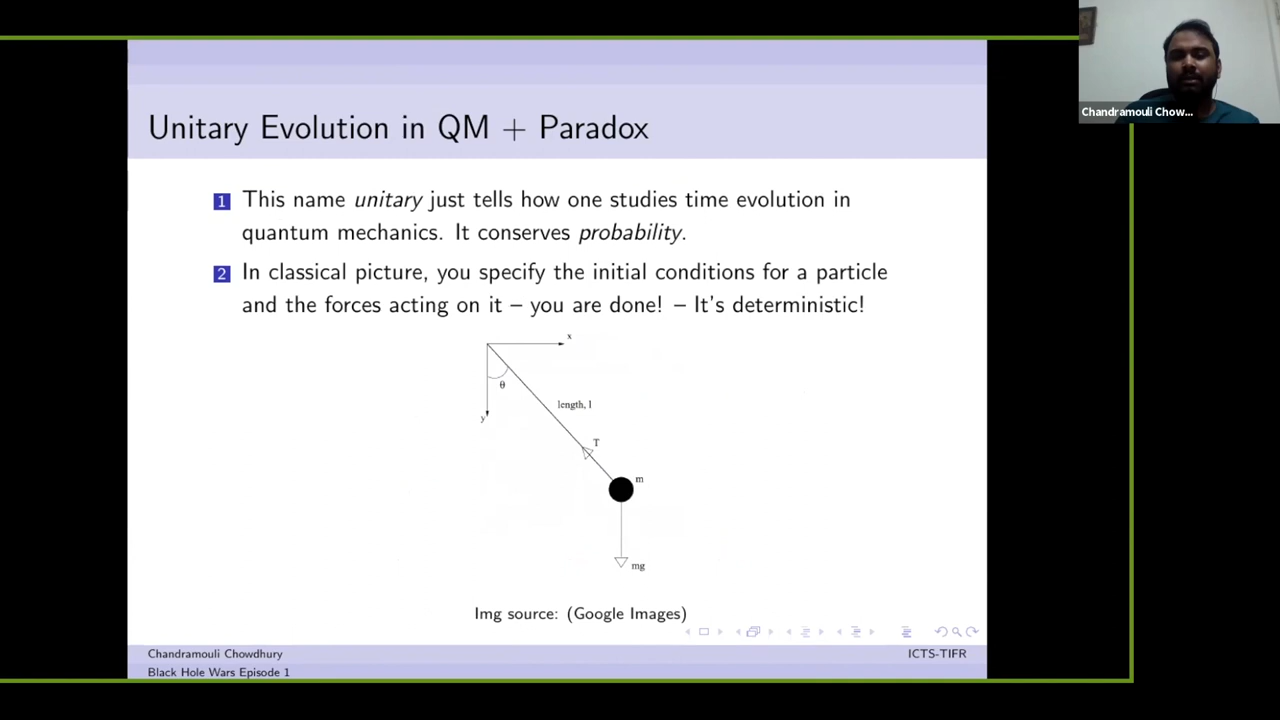 Unitary Evolution in QM + Paradox
1 This name unitary just tells how one studies time evolution in
quantum mechanics. It conserves probability.
2 In classical picture, you specify the initial conditions for a particle
and the forces acting on it – you are done! – It's deterministic!
x
θ
y
length, l
T
m
mg
Img source: (Google Images)
Chandramouli Chowdhury
ICTS-TIFR
Black Hole Wars Episode 1
Chandramouli Chow...